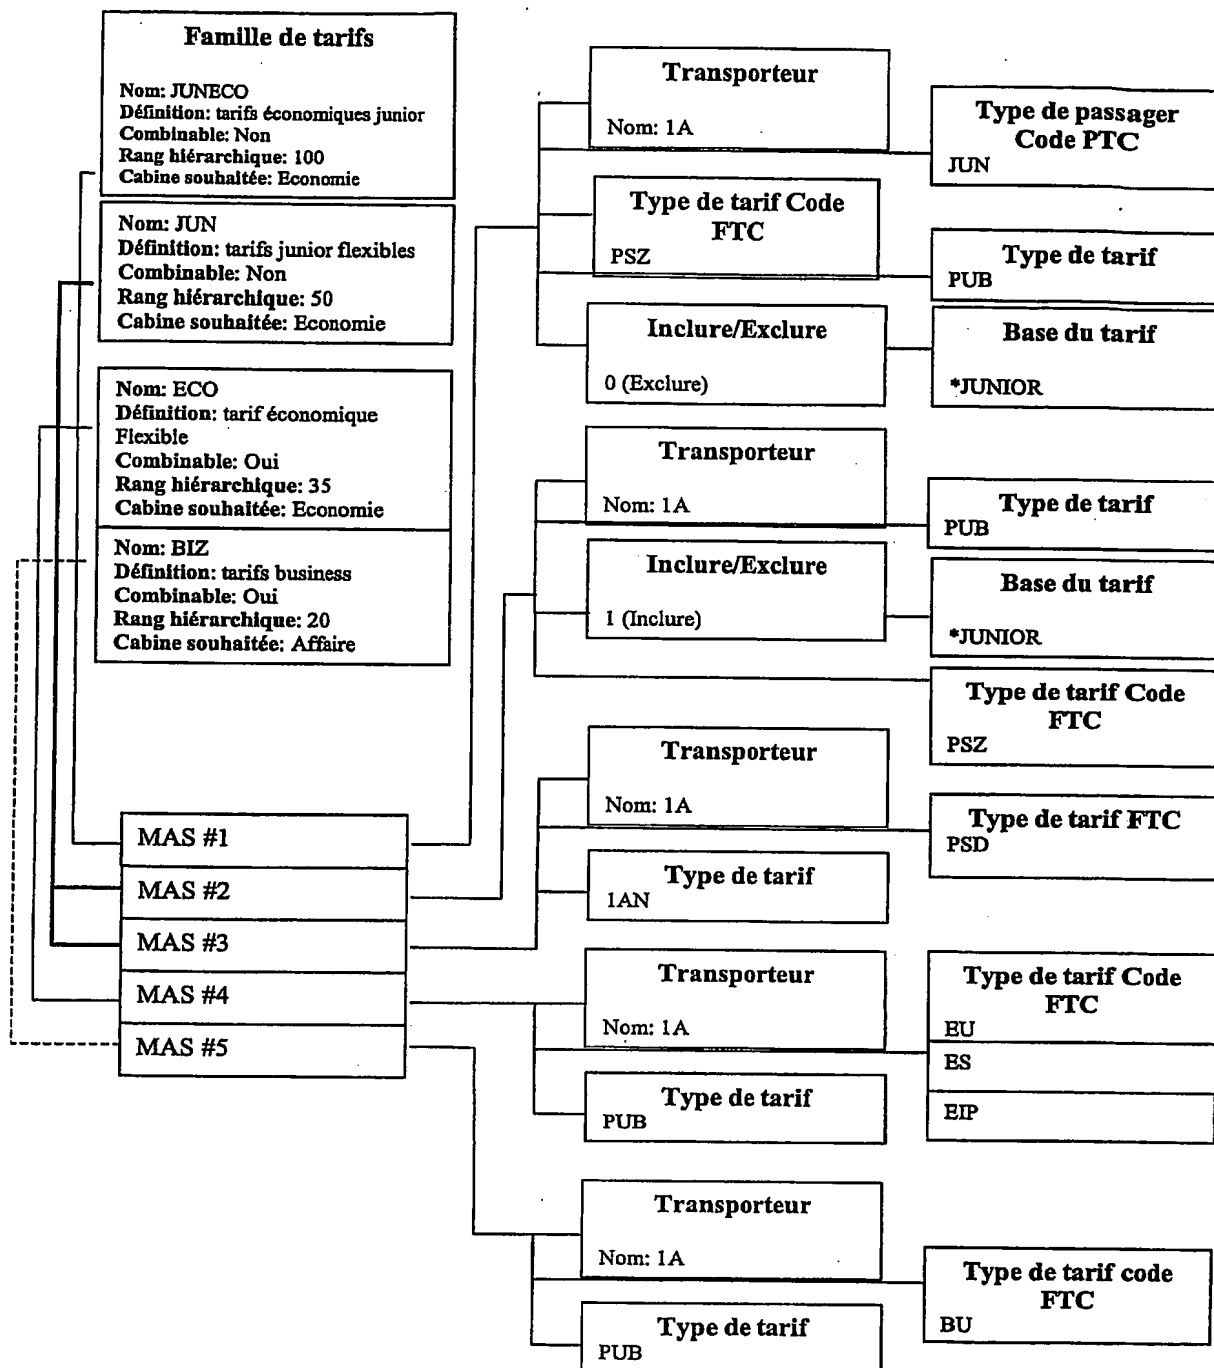 Famille de tarifs
Nom: JUNECO
Définition: tarifs économiques junior
Combinable: Non
Rang hiérarchique: 100
Cabine souhaitée: Economie
Nom: JUN
Définition: tarifs junior flexibles
Combinable: Non
Rang hiérarchique: 50
Cabine souhaitée: Economie
Nom: ECO
Définition: tarif économique
Flexible
Combinable: Oui
Rang hiérarchique: 35
Cabine souhaitée: Economie
Nom: BIZ
Définition: tarifs business
Combinable: Oui
Rang hiérarchique: 20
Cabine souhaitée: Affaire
MAS #1
MAS #2
MAS #3
MAS #4
MAS #5
Transporteur
Nom: 1A
Type de passager
Code PTC
JUN
Type de tarif Code
FTC
PSZ
Type de tarif
PUB
Inclure/Exclure
0 (Exclure)
Base du tarif
*JUNIOR
Transporteur
Nom: 1A
Type de tarif
PUB
Inclure/Exclure
1 (Inclure)
Base du tarif
*JUNIOR
Type de tarif Code
FTC
PSZ
Transporteur
Nom: 1A
Type de tarif FTC
PSD
Type de tarif
1AN
Transporteur
Nom: 1A
Type de tarif Code
FTC
EU
ES
EIP
Type de tarif
PUB
Transporteur
Nom: 1A
Type de tarif code
FTC
BU
Type de tarif
PUB